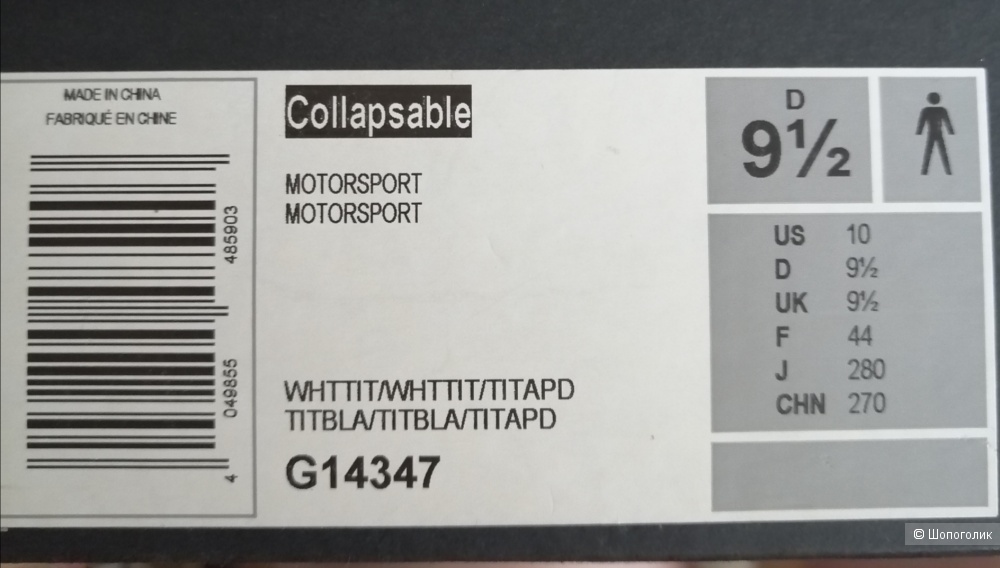 MADE IN CHINA
FABRIQUÉ EN CHINE
4 049855 485903
Collapsable
MOTORSPORT
MOTORSPORT
WHTTIT/WHTTIT/TITAPD
TITBLA/TITBLA/TITAPD
G14347
D
9½
US 10
D 9½
UK 9½
F 44
J 280
CHN 270
© Шопоголик